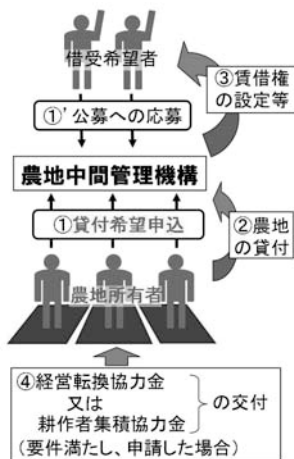 借受希望者
③賃借権
の設定等
①’公募への応募
農地中間管理機構
①貸付希望申込
②農地
の貸付
農地所有者
④経営転換協力金
又は
耕作者集積協力金
の交付
(要件満たし、申請した場合)